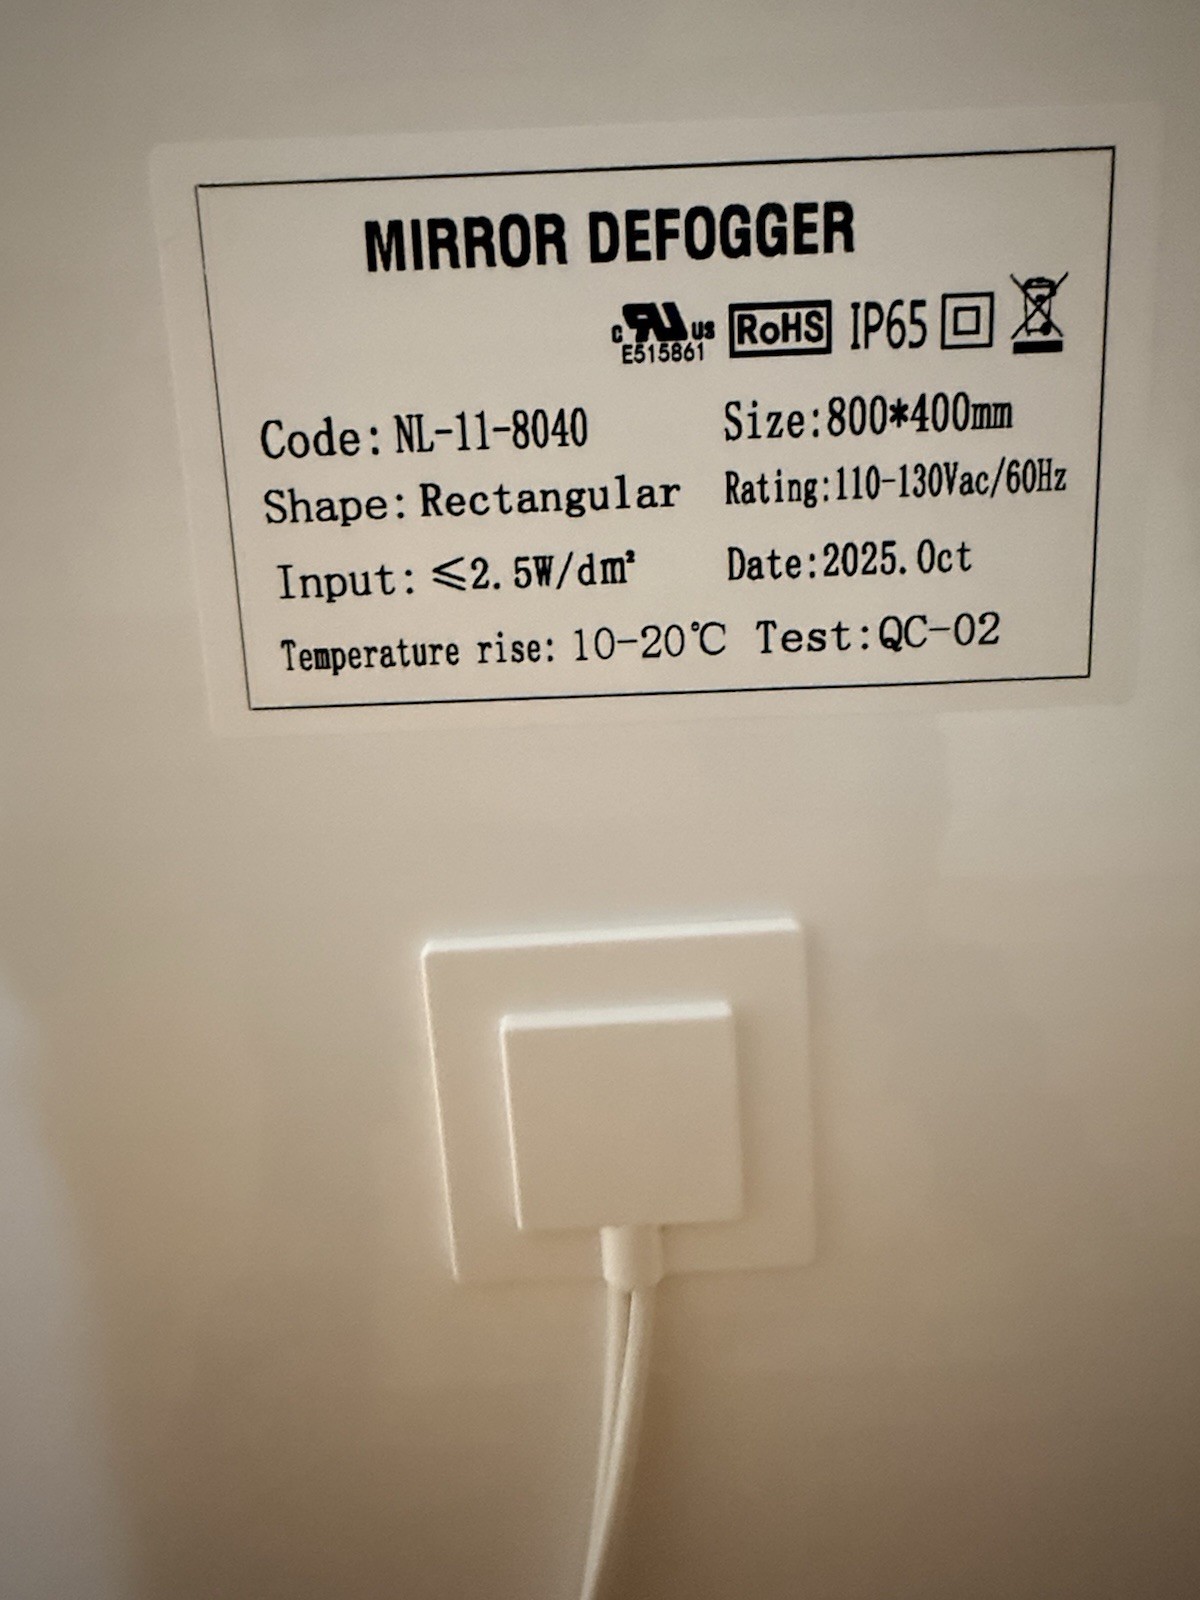 MIRROR DEFOGGER
c RU us RoHS IP65
E515861
Code: NL-11-8040 Size:800*400mm
Shape: Rectangular Rating:110-130Vac/60Hz
Input: ≤2.5W/dm² Date:2025.Oct
Temperature rise: 10-20℃ Test:QC-02